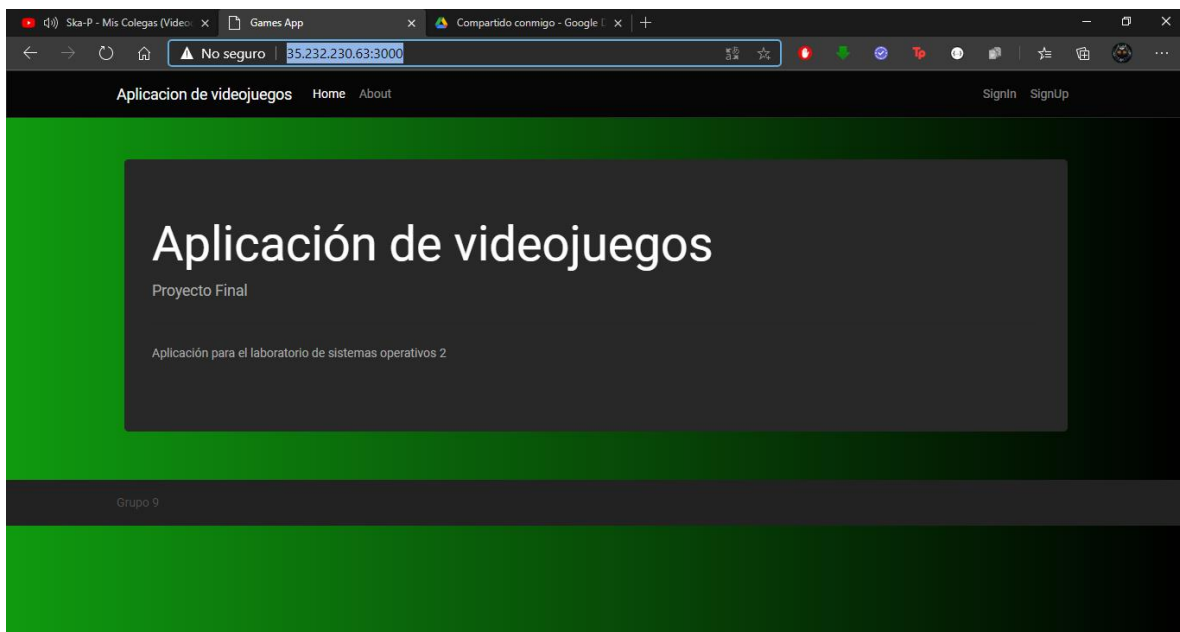 Ska-P - Mis Colegas (Video
Games App
Compartido conmigo - Google
No seguro
35.232.230.63:3000
Aplicacion de videojuegos
Home
About
SignIn
SignUp
Aplicación de videojuegos
Proyecto Final
Aplicación para el laboratorio de sistemas operativos 2
Grupo 9